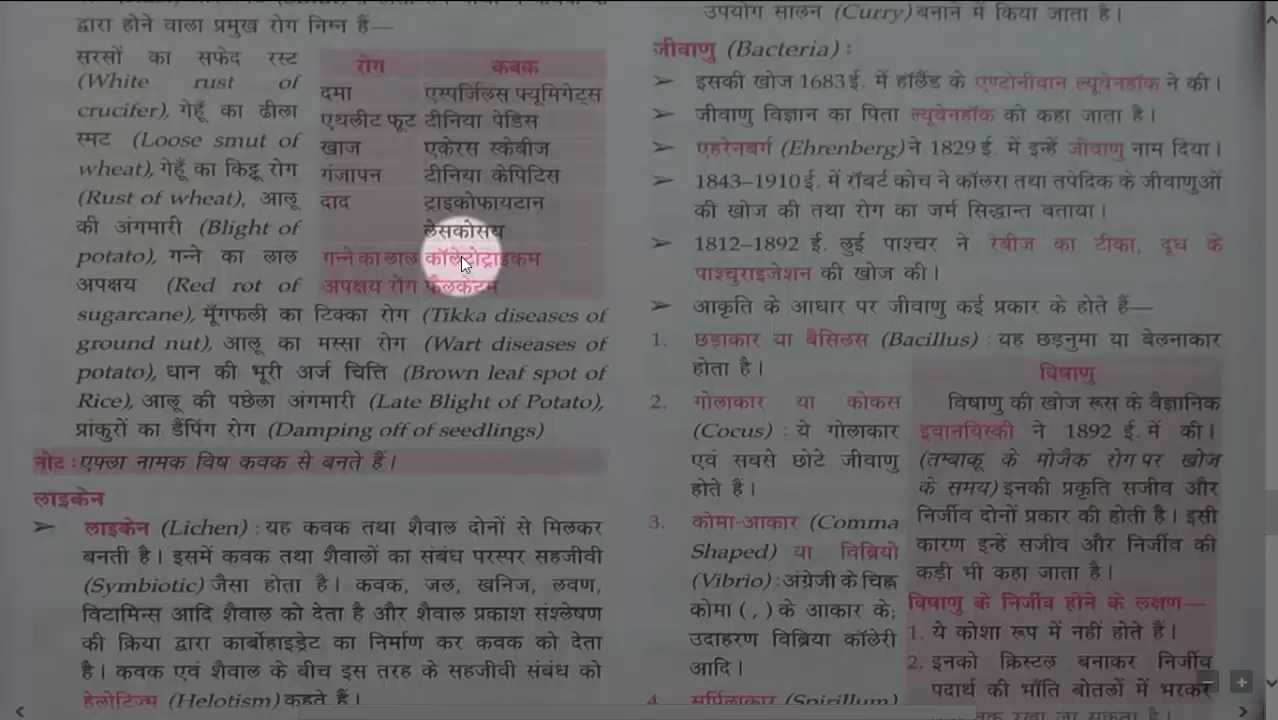 द्वारा होने वाला प्रमुख रोग निम्न हैं—
सरसों का सफेद रस्ट
(White rust of
crucifer), गेहूँ का ढीला
स्मट (Loose smut of
wheat), गेहूँ का किट्ट रोग
(Rust of wheat), आलू
की अंगमारी (Blight of
potato), गन्ने का लाल
अपक्षय (Red rot of
रोग कवक
दमा एस्पर्जिलस फ्यूमिगेट्स
एथलीट फूट टीनिया पेडिस
खाज एकेरस स्केबीज
गंजापन टीनिया केपिटिस
दाद ट्राइकोफायटान
लेसकोसय
गन्ने का लाल कॉलेटोट्राइकम
अपक्षय रोग फॅलकेटम
sugarcane), मूँगफली का टिक्का रोग (Tikka diseases of
ground nut), आलू का मस्सा रोग (Wart diseases of
potato), धान की भूरी अर्ज चित्ति (Brown leaf spot of
Rice), आलू की पछेला अंगमारी (Late Blight of Potato),
प्रांकुरों का डैंपिंग रोग (Damping off of seedlings)
नोट : एफ्ला नामक विष कवक से बनते हैं।
लाइकेन
➢ लाइकेन (Lichen) : यह कवक तथा शैवाल दोनों से मिलकर
बनती है। इसमें कवक तथा शैवालों का संबंध परस्पर सहजीवी
(Symbiotic) जैसा होता है। कवक, जल, खनिज, लवण,
विटामिन्स आदि शैवाल को देता है और शैवाल प्रकाश संश्लेषण
की क्रिया द्वारा कार्बोहाइड्रेट का निर्माण कर कवक को देता
है। कवक एवं शैवाल के बीच इस तरह के सहजीवी संबंध को
हेलोटिज्म (Helotism) कहते हैं।
उपयोग सालन (Curry) बनाने में किया जाता है।
जीवाणु (Bacteria) :
➢ इसकी खोज 1683 ई. में हॉलैंड के एण्टोनीवान ल्यूवेनहॉक ने की।
➢ जीवाणु विज्ञान का पिता ल्यूवेनहॉक को कहा जाता है।
➢ एहरेनबर्ग (Ehrenberg) ने 1829 ई. में इन्हें जीवाणु नाम दिया।
➢ 1843–1910 ई. में रॉबर्ट कोच ने कॉलरा तथा तपेदिक के जीवाणुओं
की खोज की तथा रोग का जर्म सिद्धान्त बताया।
➢ 1812–1892 ई. लुई पाश्चर ने रेबीज का टीका, दूध के
पाश्चुराइजेशन की खोज की।
➢ आकृति के आधार पर जीवाणु कई प्रकार के होते हैं—
1. छड़ाकार या बैसिलस (Bacillus) : यह छड़नुमा या बेलनाकार
होता है।
2. गोलाकार या कोकस
(Cocus) : ये गोलाकार
एवं सबसे छोटे जीवाणु
होते हैं।
3. कोमा-आकार (Comma
Shaped) या विब्रियो
(Vibrio) : अंग्रेजी के चिह्न
कोमा ( , ) के आकार के;
उदाहरण विब्रिया कॉलेरी
आदि।
4. सर्पिलाकार (Spirillum)
विषाणु
विषाणु की खोज रूस के वैज्ञानिक
इवानविस्की ने 1892 ई. में की।
(तम्बाकू के मोजैक रोग पर खोज
के समय) इनकी प्रकृति सजीव और
निर्जीव दोनों प्रकार की होती है। इसी
कारण इन्हें सजीव और निर्जीव की
कड़ी भी कहा जाता है।
विषाणु के निर्जीव होने के लक्षण—
1. ये कोशा रूप में नहीं होते हैं।
2. इनको क्रिस्टल बनाकर निर्जीव
पदार्थ की भाँति बोतलों में भरकर
तक रखा जा सकता है।